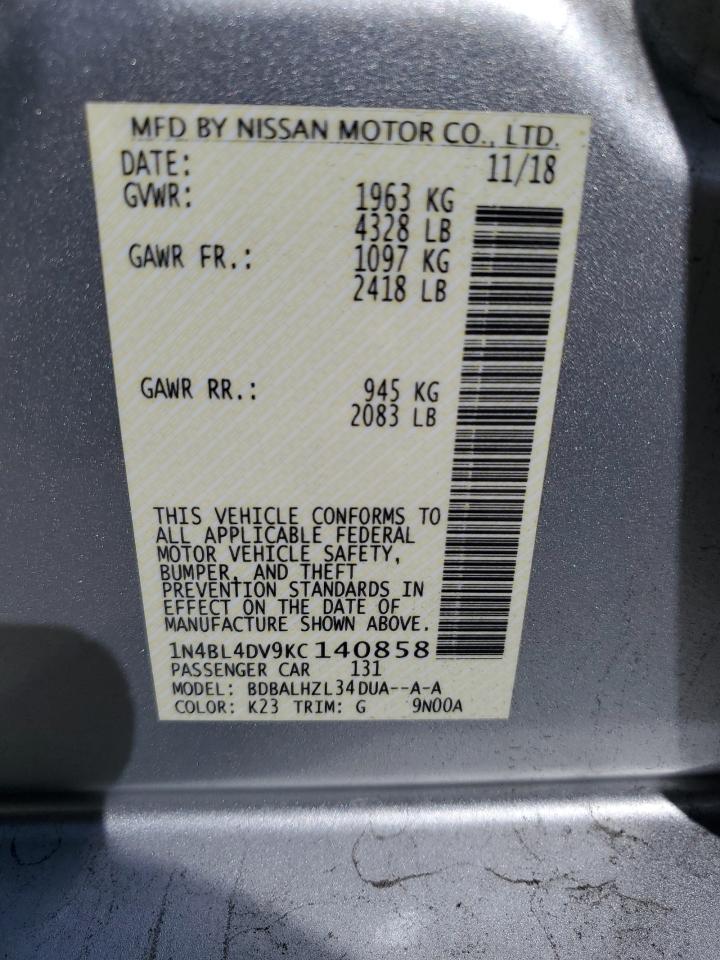 MFD BY NISSAN MOTOR CO., LTD.
DATE: 11/18
GVWR: 1963 KG
4328 LB
GAWR FR.: 1097 KG
2418 LB
GAWR RR.: 945 KG
2083 LB
THIS VEHICLE CONFORMS TO
ALL APPLICABLE FEDERAL
MOTOR VEHICLE SAFETY,
BUMPER, AND THEFT
PREVENTION STANDARDS IN
EFFECT ON THE DATE OF
MANUFACTURE SHOWN ABOVE.
1N4BL4DV9KC140858
PASSENGER CAR 131
MODEL: BDBALHZL34DUA--A-A
COLOR: K23 TRIM: G 9N00A